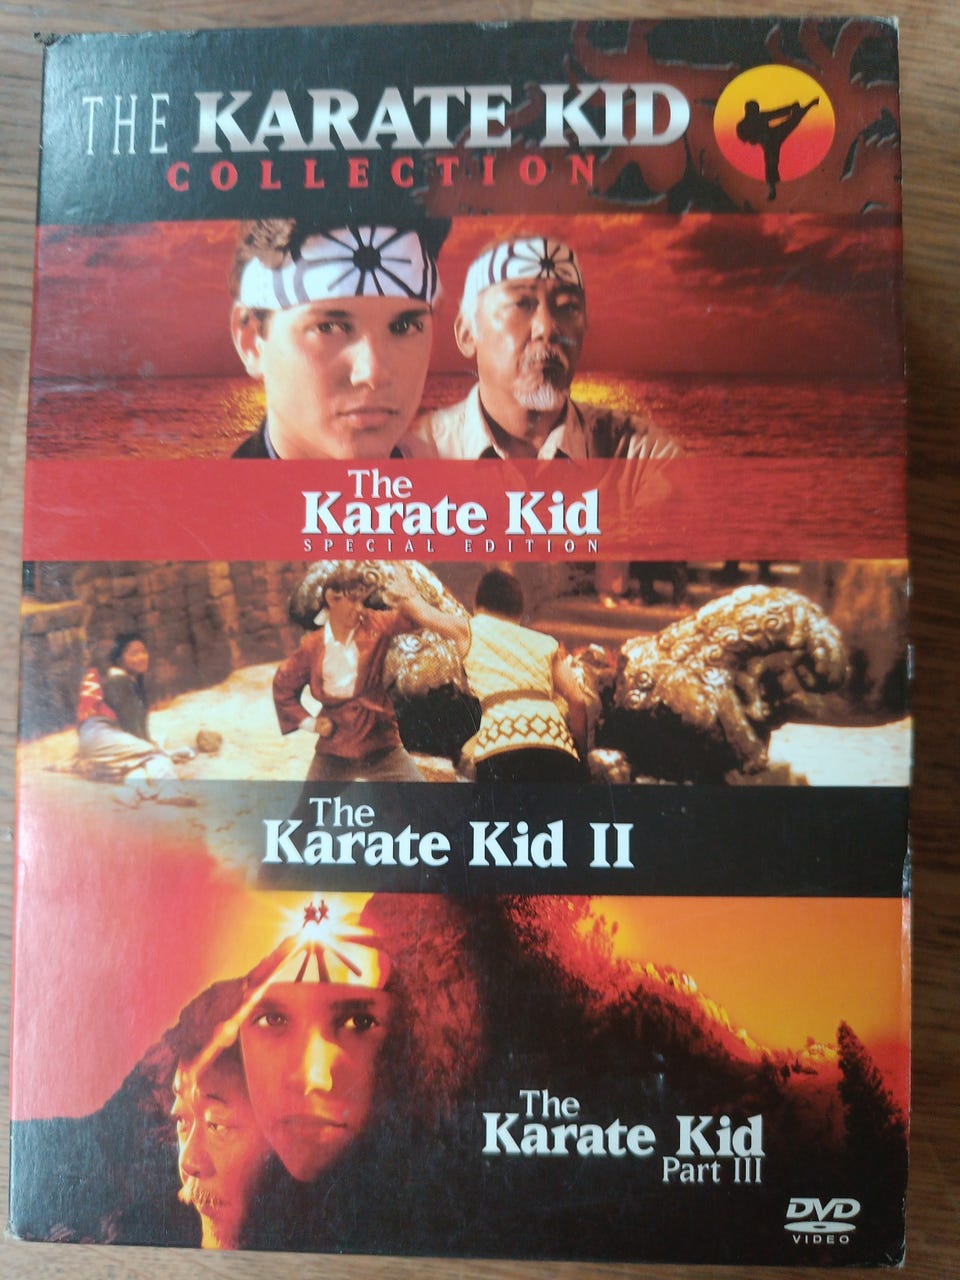 THE KARATE KID
COLLECTION
The
Karate Kid
SPECIAL EDITION
The
Karate Kid II
The
Karate Kid
Part III
DVD
VIDEO